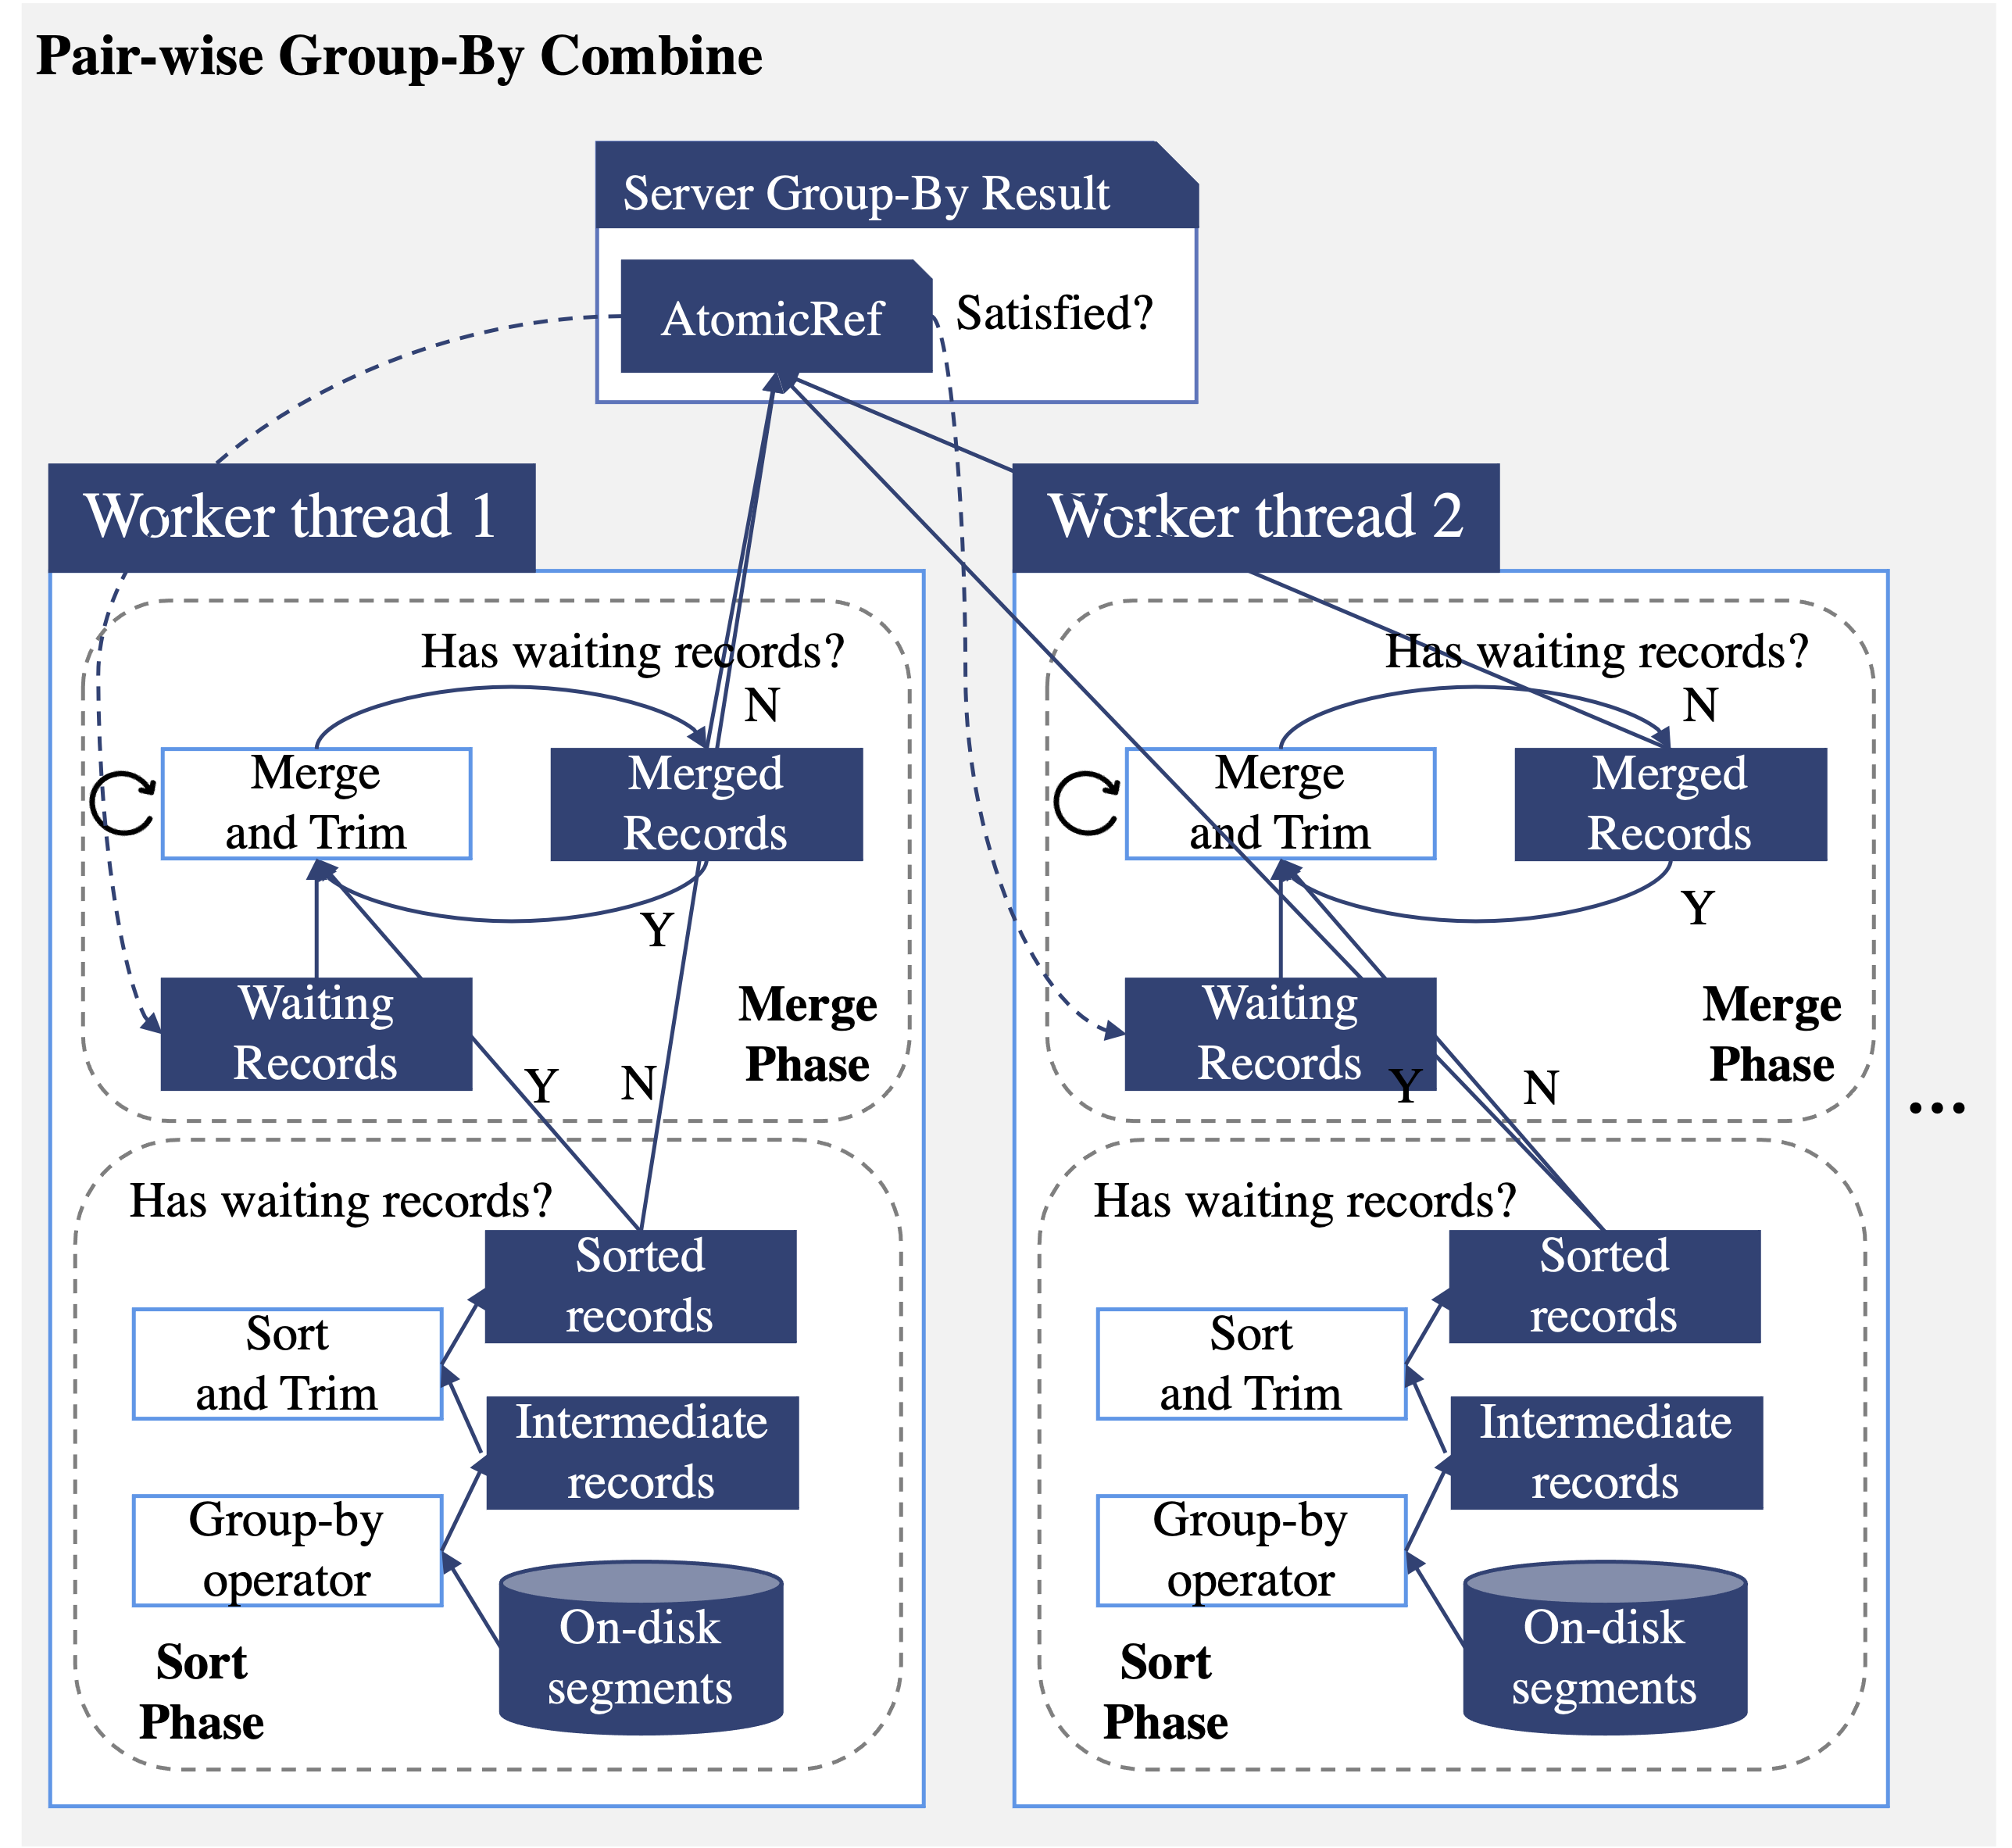 Pair-wise Group-By Combine
Server Group-By Result
AtomicRef
Satisfied?
Worker thread 1
Has waiting records?
N
Merge
and Trim
Merged
Records
Y
Waiting
Records
Merge
Phase
Y
N
Has waiting records?
Sorted
records
Sort
and Trim
Intermediate
records
Group-by
operator
On-disk
segments
Sort
Phase
Worker thread 2
Has waiting records?
N
Merge
and Trim
Merged
Records
Y
Waiting
Records
Merge
Phase
Y
N
Has waiting records?
Sorted
records
Sort
and Trim
Intermediate
records
Group-by
operator
On-disk
segments
Sort
Phase
...